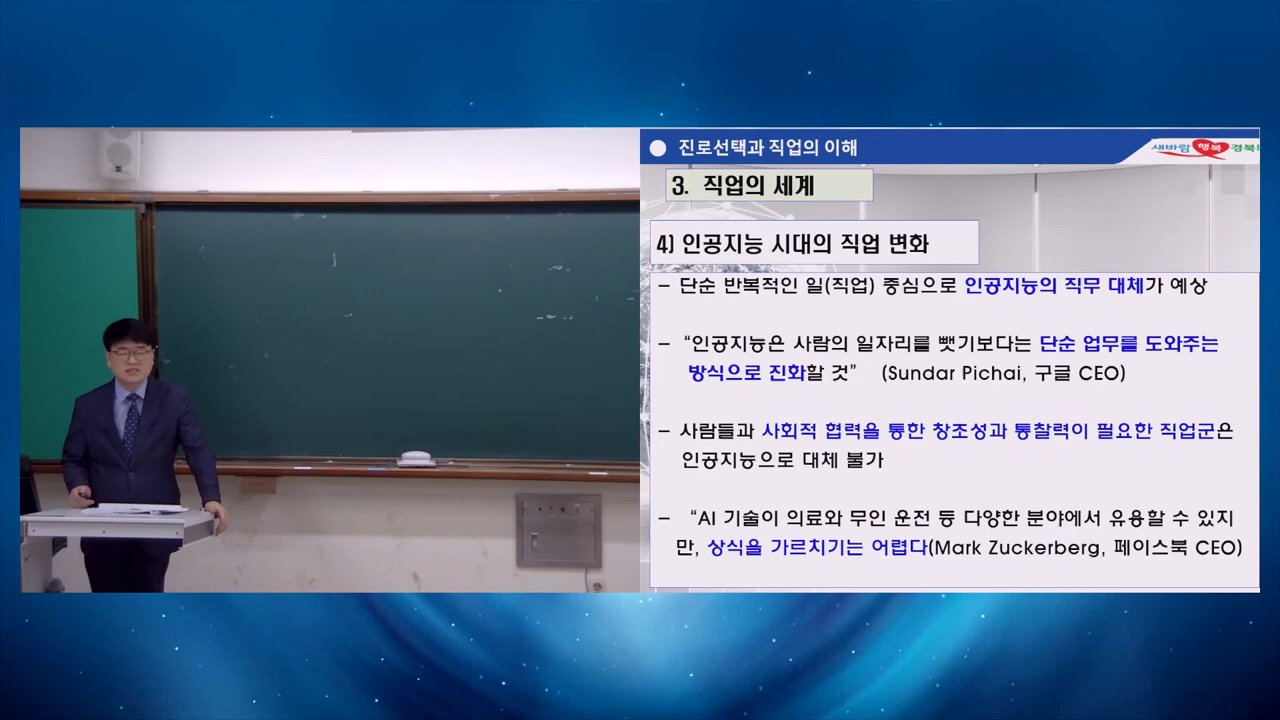 진로선택과 직업의 이해
새바람 행복 경북
3. 직업의 세계
4) 인공지능 시대의 직업 변화
– 단순 반복적인 일(직업) 중심으로 인공지능의 직무 대체가 예상
– “인공지능은 사람의 일자리를 뺏기보다는 단순 업무를 도와주는
방식으로 진화할 것” (Sundar Pichai, 구글 CEO)
– 사람들과 사회적 협력을 통한 창조성과 통찰력이 필요한 직업군은
인공지능으로 대체 불가
– “AI 기술이 의료와 무인 운전 등 다양한 분야에서 유용할 수 있지
만, 상식을 가르치기는 어렵다(Mark Zuckerberg, 페이스북 CEO)